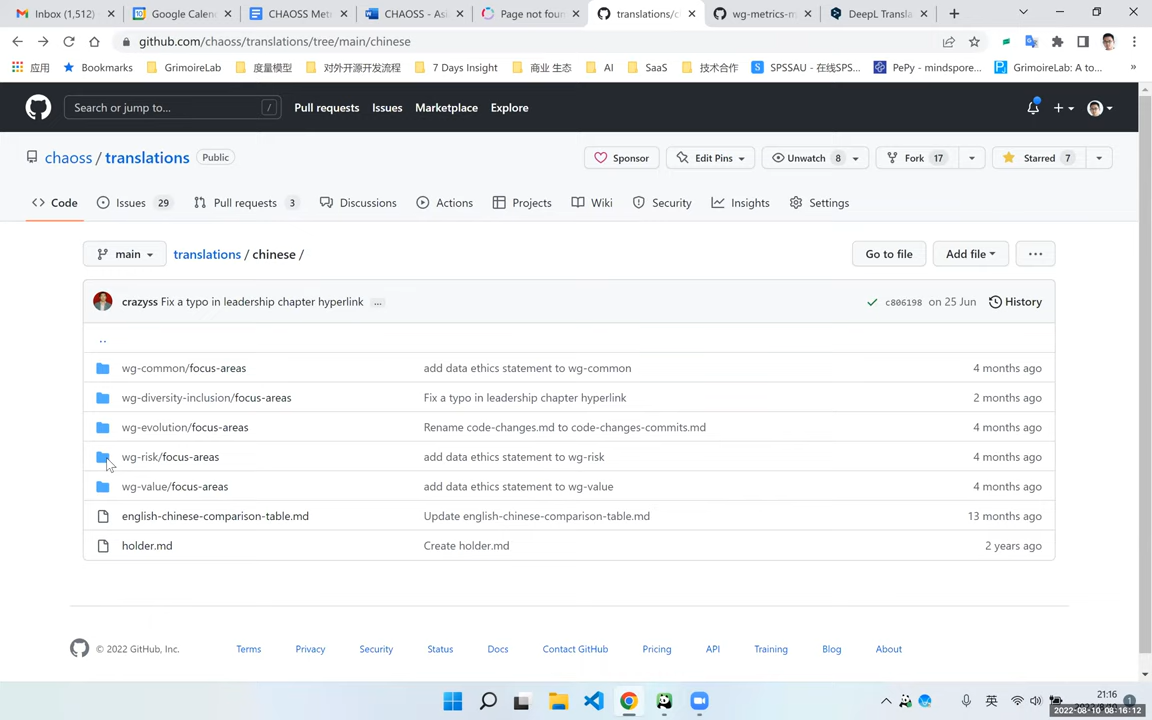 Inbox (1,512)
Google Calen
CHAOSS Met
CHAOSS - As
Page not foun
translations/c
wg-metrics-m
DeepL Transla
github.com/chaoss/translations/tree/main/chinese
应用
Bookmarks
GrimoireLab
度量模型
对外开源开发流程
7 Days Insight
商业 生态
AI
SaaS
技术合作
SPSSAU - 在线SPS...
PePy - mindspore...
GrimoireLab: A to...
»
Search or jump to...
/
Pull requests
Issues
Marketplace
Explore
chaoss / translations
Public
Sponsor
Edit Pins
Unwatch 8
Fork 17
Starred 7
Code
Issues 29
Pull requests 3
Discussions
Actions
Projects
Wiki
Security
Insights
Settings
main
translations / chinese /
Go to file
Add file
...
crazyss Fix a typo in leadership chapter hyperlink ...
c806198 on 25 Jun
History
..
wg-common/focus-areas
add data ethics statement to wg-common
4 months ago
wg-diversity-inclusion/focus-areas
Fix a typo in leadership chapter hyperlink
2 months ago
wg-evolution/focus-areas
Rename code-changes.md to code-changes-commits.md
4 months ago
wg-risk/focus-areas
add data ethics statement to wg-risk
4 months ago
wg-value/focus-areas
add data ethics statement to wg-value
4 months ago
english-chinese-comparison-table.md
Update english-chinese-comparison-table.md
13 months ago
holder.md
Create holder.md
2 years ago
© 2022 GitHub, Inc.
Terms
Privacy
Security
Status
Docs
Contact GitHub
Pricing
API
Training
Blog
About
英
21:16
1
2022-08-10 08:16:12